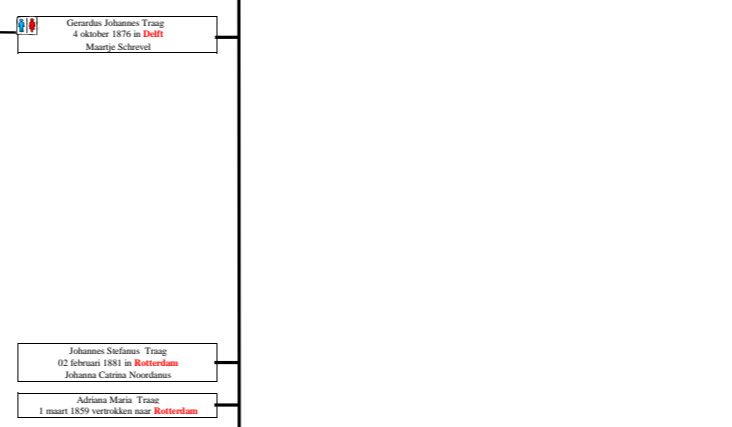 Gerardus Johannes Traag
4 oktober 1876 in Delft
Maartje Schrevel
Johannes Stefanus Traag
02 februari 1881 in Rotterdam
Johanna Catrina Noordanus
Adriana Maria Traag
1 maart 1859 vertrokken naar Rotterdam